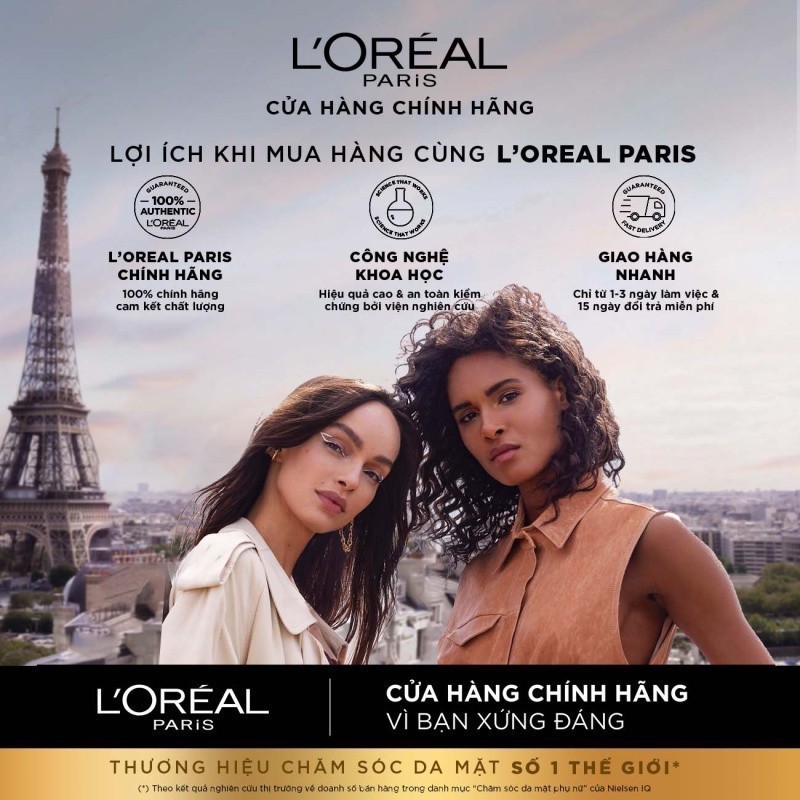 L'ORÉAL
PARiS
CỬA HÀNG CHÍNH HÃNG
LỢI ÍCH KHI MUA HÀNG CÙNG L'OREAL PARIS
GUARANTEED
100%
AUTHENTIC
L'ORÉAL
PARIS
SCIENCE THAT WORKS
SCIENCE THAT WORKS
GUARANTEED
FAST DELIVERY
L'OREAL PARIS
CHÍNH HÃNG
100% chính hãng
cam kết chất lượng
CÔNG NGHỆ
KHOA HỌC
Hiệu quả cao & an toàn kiểm
chứng bởi viện nghiên cứu
GIAO HÀNG
NHANH
Chỉ từ 1-3 ngày làm việc &
15 ngày đổi trả miễn phí
L'ORÉAL
PARiS
CỬA HÀNG CHÍNH HÃNG
VÌ BẠN XỨNG ĐÁNG
THƯƠNG HIỆU CHĂM SÓC DA MẶT SỐ 1 THẾ GIỚI*
(*) Theo kết quả nghiên cứu thị trường về doanh số bán hàng trong danh mục "Chăm sóc da mặt phụ nữ" của Nielsen IQ